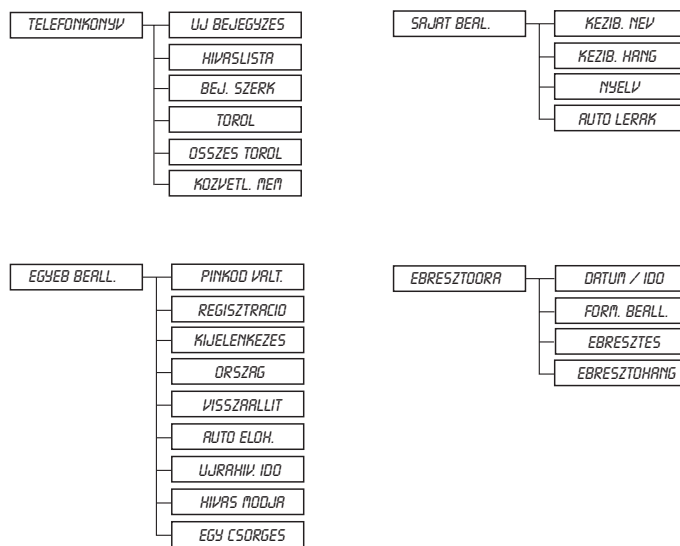 TELEFONKONYV
UJ BEJEGYZES
HIVASLISTA
BEJ. SZERK
TOROL
OSSZES TOROL
KOZVETL. MEM
SAJAT BEAL.
KEZIB. NEV
KEZIB. HANG
NYELV
AUTO LERAK
EGYEB BEALL.
PINKOD VALT.
REGISZTRACIO
KIJELENKEZES
ORSZAG
VISSZAALLIT
AUTO ELOH.
UJRAHIV. IDO
HIVAS MODJA
EGY CSORGES
EBRESZTOORA
DATUM / IDO
FORM. BEALL.
EBRESZTES
EBRESZTOHANG